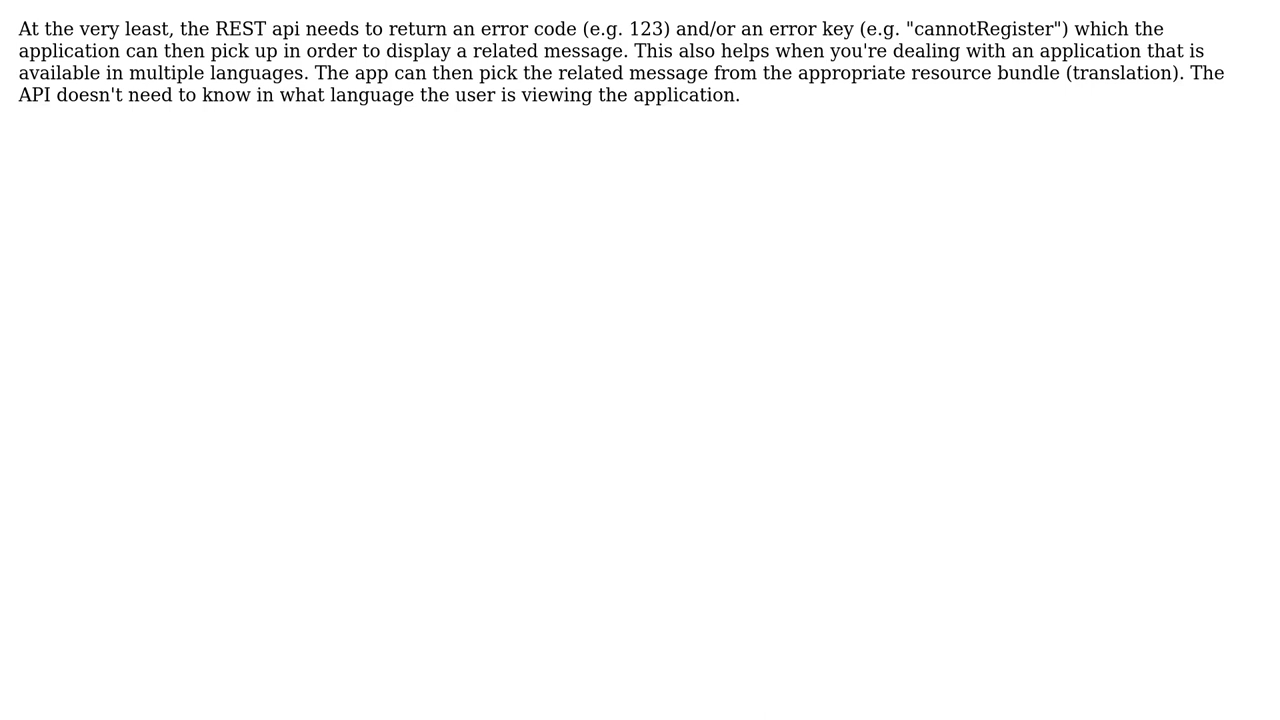 At the very least, the REST api needs to return an error code (e.g. 123) and/or an error key (e.g. "cannotRegister") which the
application can then pick up in order to display a related message. This also helps when you're dealing with an application that is
available in multiple languages. The app can then pick the related message from the appropriate resource bundle (translation). The
API doesn't need to know in what language the user is viewing the application.